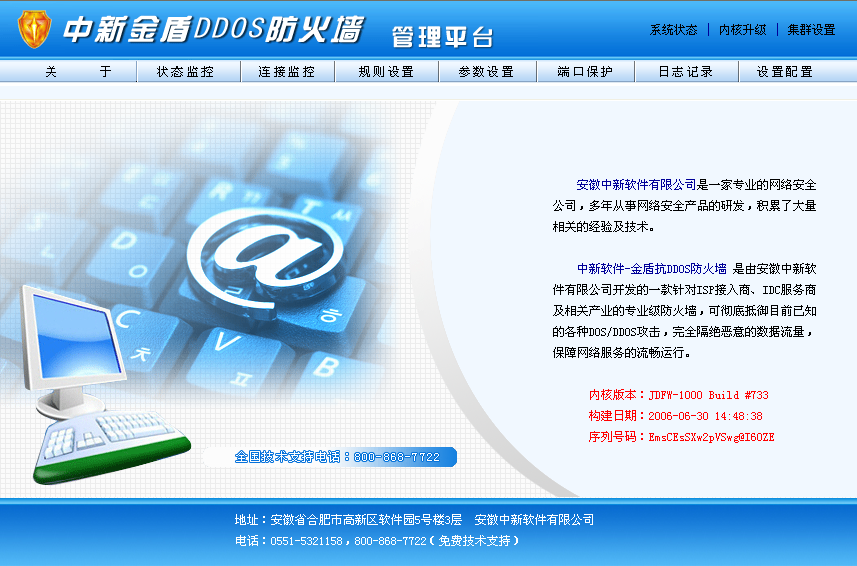 中新金盾DDOS防火墙 管理平台
系统状态 | 内核升级 | 集群设置
关 于 状态监控 连接监控 规则设置 参数设置 端口保护 日志记录 设置配置
安徽中新软件有限公司是一家专业的网络安全
公司，多年从事网络安全产品的研发，积累了大量
相关的经验及技术。
中新软件-金盾抗DDOS防火墙 是由安徽中新软
件有限公司开发的一款针对ISP接入商、IDC服务商
及相关产业的专业级防火墙，可彻底抵御目前已知
的各种DOS/DDOS攻击，完全隔绝恶意的数据流量，
保障网络服务的流畅运行。
内核版本：JDFW-1000 Build #733
构建日期：2006-06-30 14:48:38
序列号码：EmsCEsSXw2pVSwg@I60ZE
全国技术支持电话：800-868-7722
地址：安徽省合肥市高新区软件园5号楼3层 安徽中新软件有限公司
电话：0551-5321158，800-868-7722（免费技术支持）